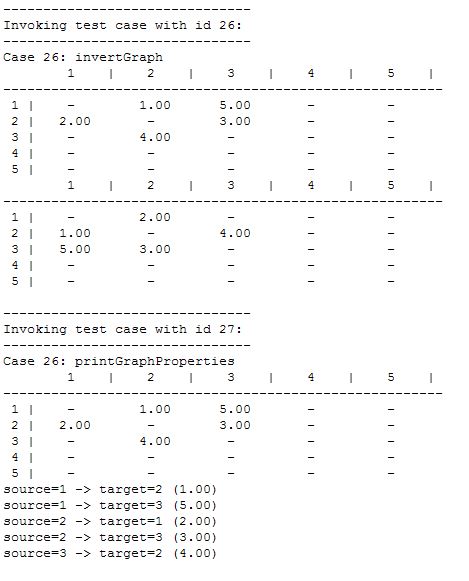 -------------------------------
Invoking test case with id 26:
-------------------------------
Case 26: invertGraph
        1    |    2    |    3    |    4    |    5    |
-------------------------------------------------------
 1 |    -        1.00      5.00       -         -
 2 |   2.00       -        3.00       -         -
 3 |    -        4.00       -         -         -
 4 |    -         -         -         -         -
 5 |    -         -         -         -         -
        1    |    2    |    3    |    4    |    5    |
-------------------------------------------------------
 1 |    -        2.00       -         -         -
 2 |   1.00       -        4.00       -         -
 3 |   5.00      3.00       -         -         -
 4 |    -         -         -         -         -
 5 |    -         -         -         -         -
-------------------------------
Invoking test case with id 27:
-------------------------------
Case 26: printGraphProperties
        1    |    2    |    3    |    4    |    5    |
-------------------------------------------------------
 1 |    -        1.00      5.00       -         -
 2 |   2.00       -        3.00       -         -
 3 |    -        4.00       -         -         -
 4 |    -         -         -         -         -
 5 |    -         -         -         -         -
source=1 -> target=2 (1.00)
source=1 -> target=3 (5.00)
source=2 -> target=1 (2.00)
source=2 -> target=3 (3.00)
source=3 -> target=2 (4.00)